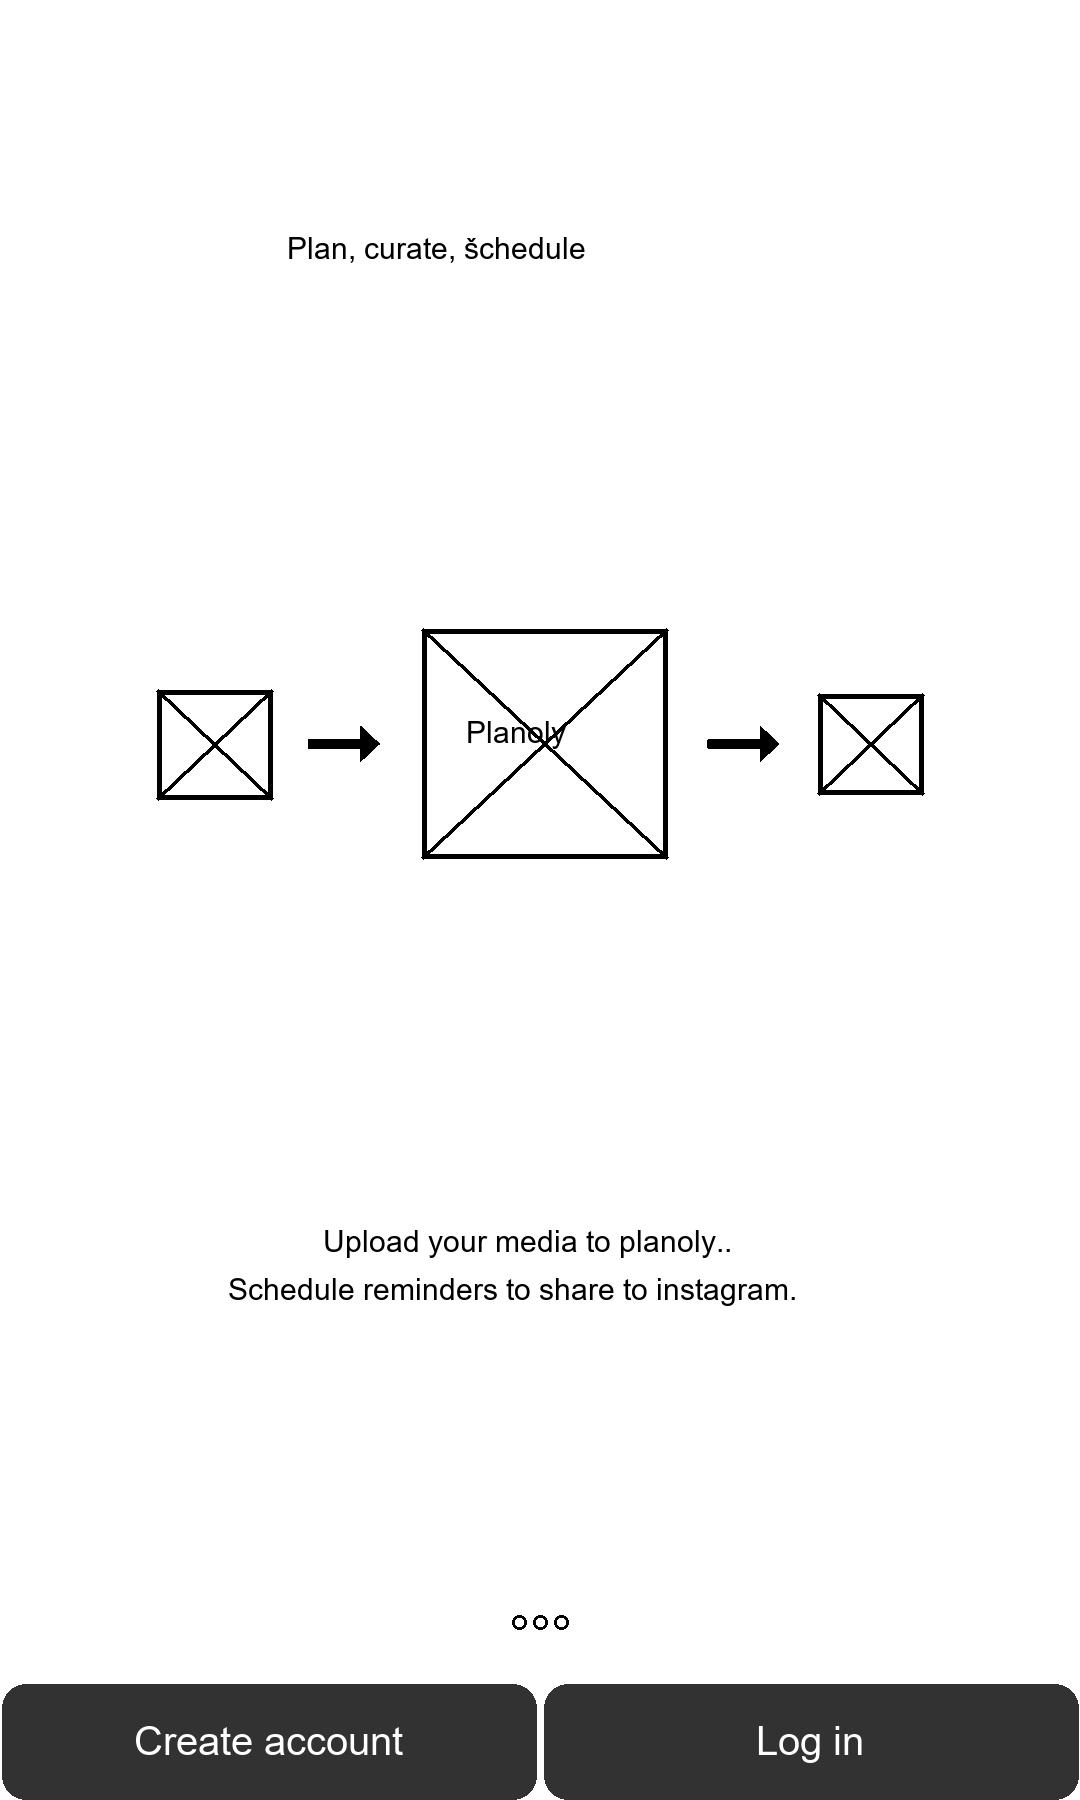 Plan, curate, šchedule
Planoly
Upload your media to planoly..
Schedule reminders to share to instagram.
Create account
Log in